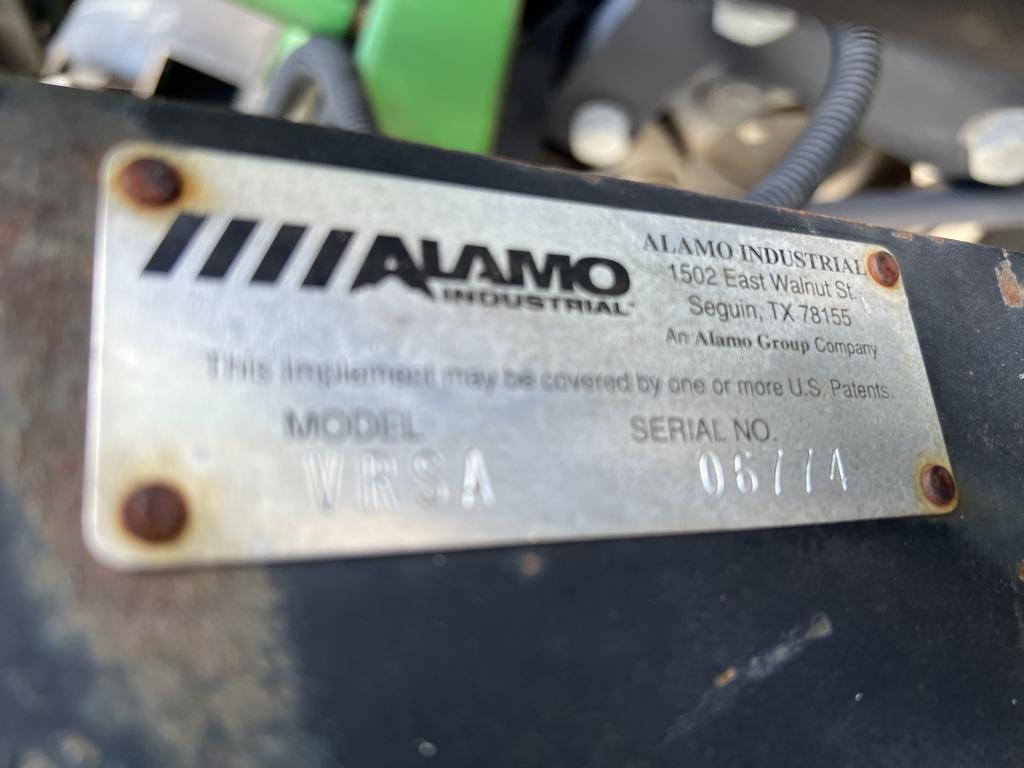 ALAMO
INDUSTRIAL
ALAMO INDUSTRIAL
1502 East Walnut St.
Seguin, TX 78155
An Alamo Group Company
This Implement may be covered by one or more U.S. Patents.
MODEL
VRSA
SERIAL NO.